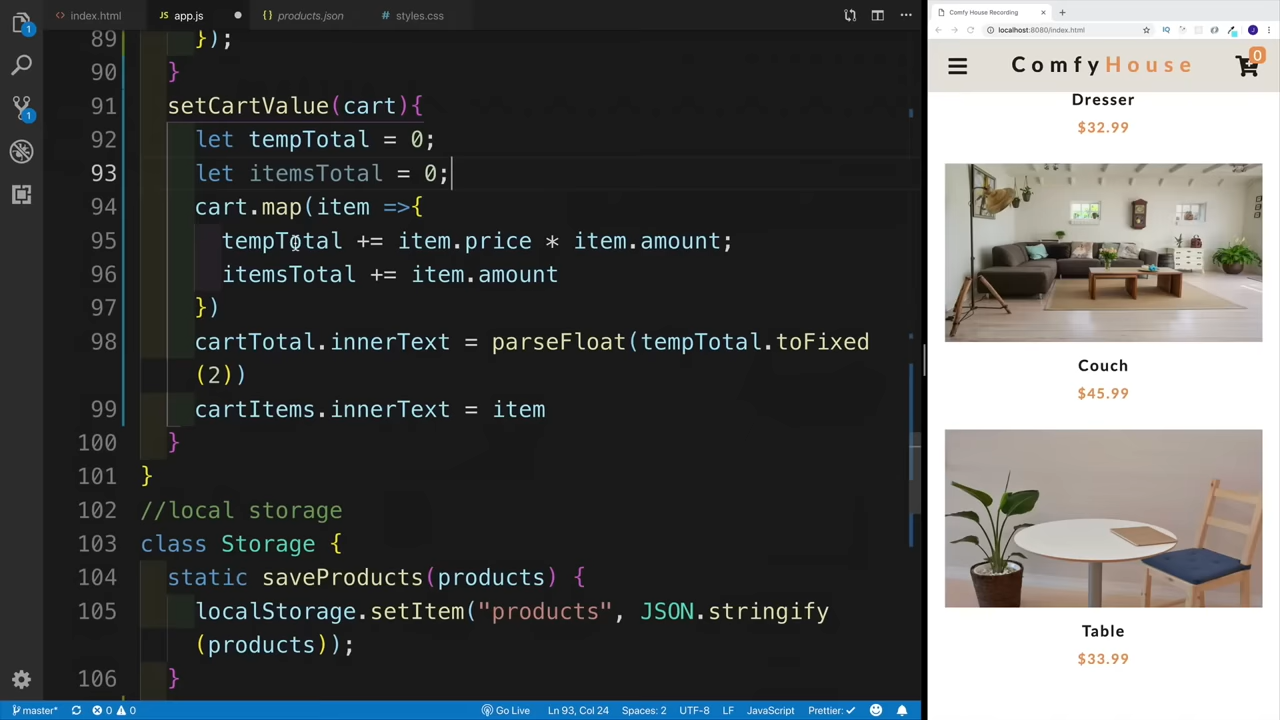 index.html
app.js
products.json
styles.css
89 });
90 }
91 setCartValue(cart){
92 let tempTotal = 0;
93 let itemsTotal = 0;
94 cart.map(item =>{
95 tempTotal += item.price * item.amount;
96 itemsTotal += item.amount
97 })
98 cartTotal.innerText = parseFloat(tempTotal.toFixed
(2))
99 cartItems.innerText = item
100 }
101 }
102 //local storage
103 class Storage {
104 static saveProducts(products) {
105 localStorage.setItem("products", JSON.stringify
(products));
106 }
1
1
master*
0 0
Go Live
Ln 93, Col 24
Spaces: 2
UTF-8
LF
JavaScript
Prettier: ✓
Comfy House Recording
localhost:8080/index.html
IQ
J
ComfyHouse
0
Dresser
$32.99
Couch
$45.99
Table
$33.99